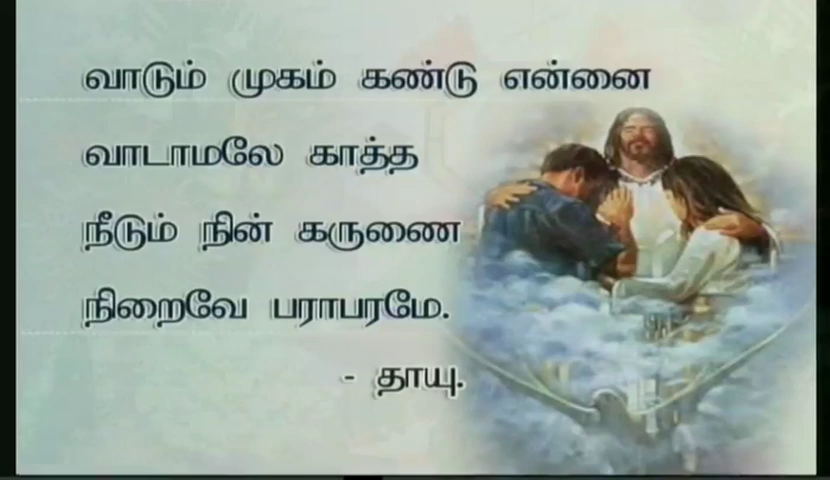 வாடும் முகம் கண்டு என்னை
வாடாமலே காத்த
நீடும் நின் கருணை
நிறைவே பராபரமே.
- தாயு.